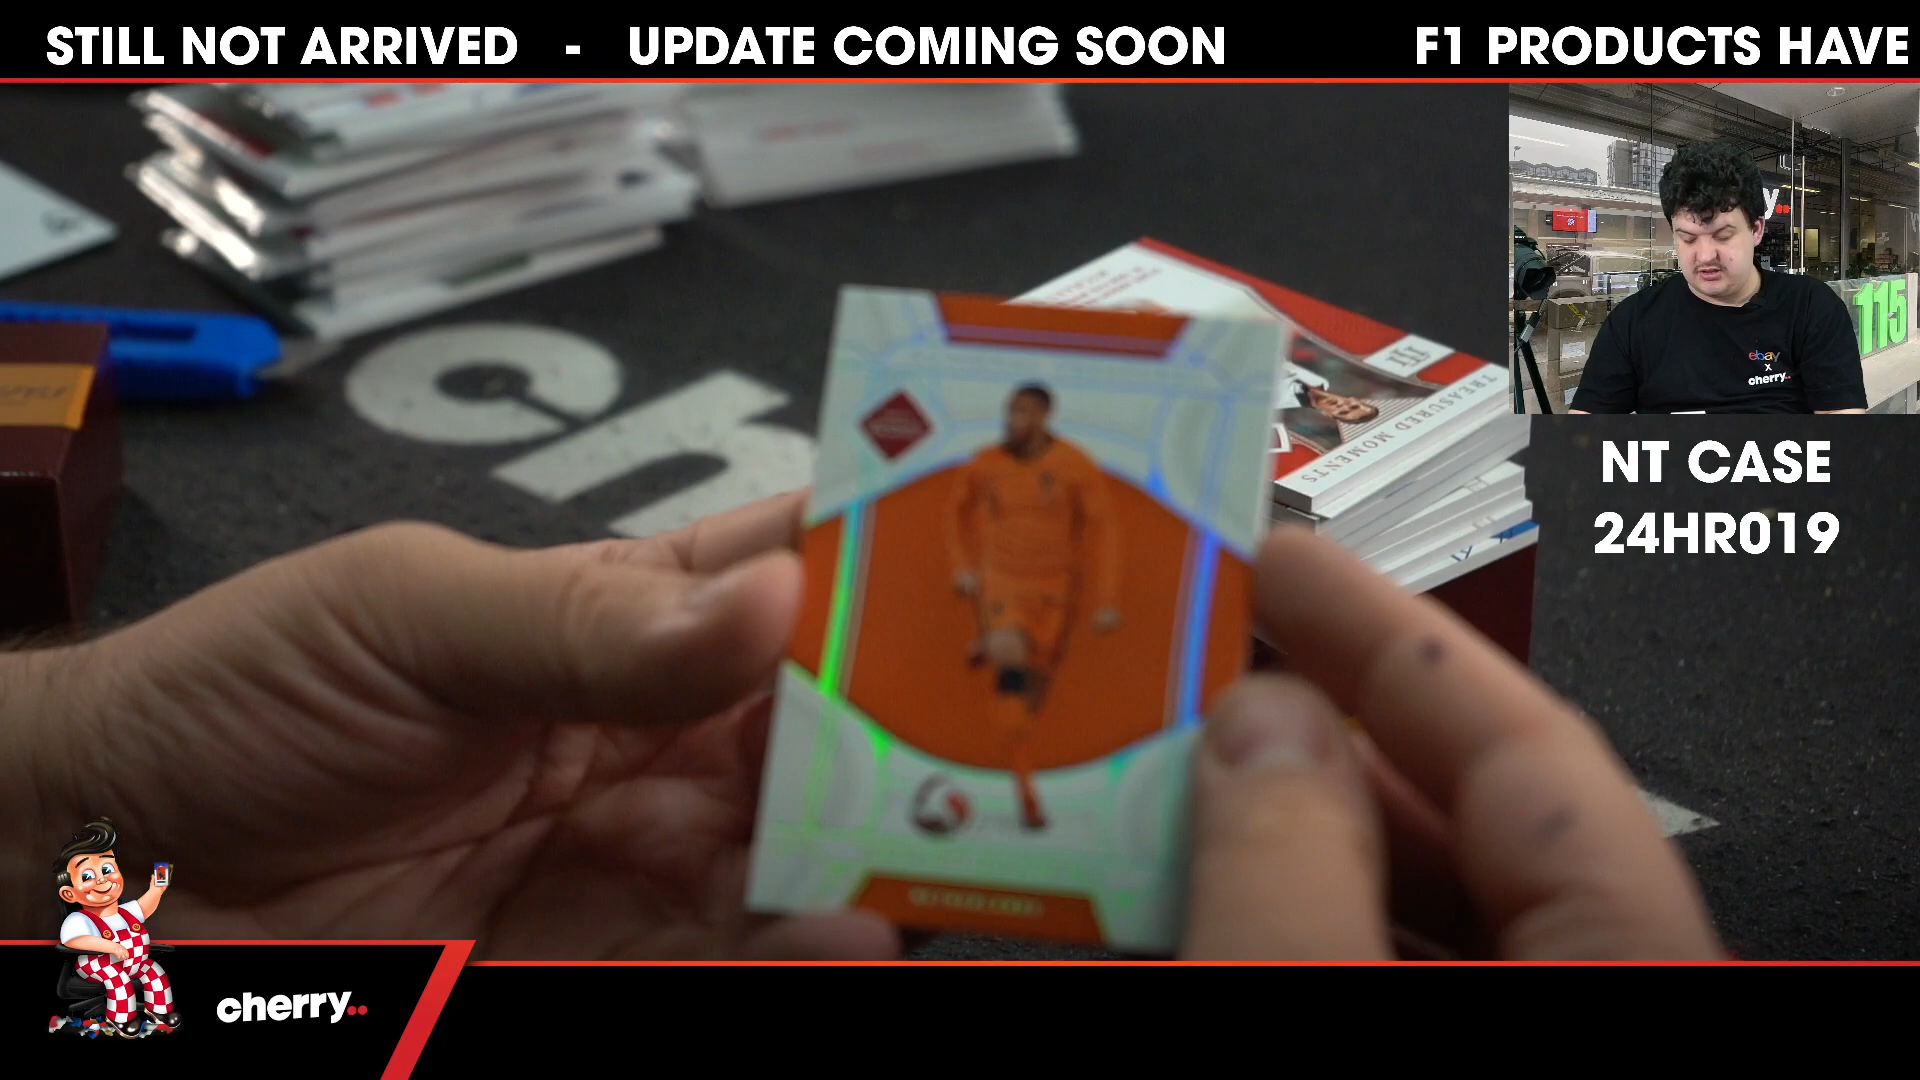 STILL NOT ARRIVED - UPDATE COMING SOON F1 PRODUCTS HAVE
y..
115
ebay
x
cherry..
NT CASE
24HR019
TREASURED MOMENTS
cherry..